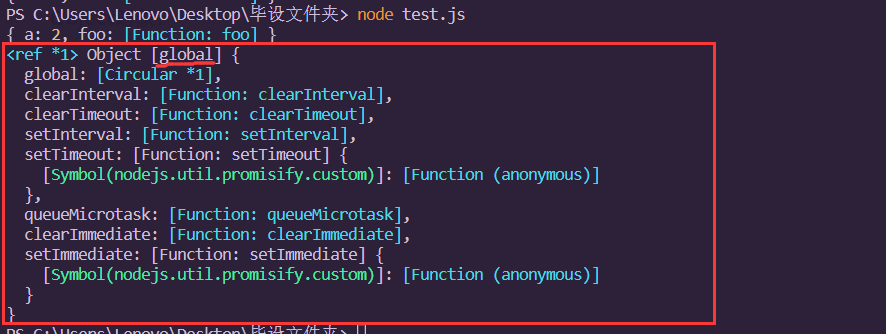 PS C:\Users\Lenovo\Desktop\毕设文件夹> node test.js
{ a: 2, foo: [Function: foo] }
<ref *1> Object [global] {
  global: [Circular *1],
  clearInterval: [Function: clearInterval],
  clearTimeout: [Function: clearTimeout],
  setInterval: [Function: setInterval],
  setTimeout: [Function: setTimeout] {
    [Symbol(nodejs.util.promisify.custom)]: [Function (anonymous)]
  },
  queueMicrotask: [Function: queueMicrotask],
  clearImmediate: [Function: clearImmediate],
  setImmediate: [Function: setImmediate] {
    [Symbol(nodejs.util.promisify.custom)]: [Function (anonymous)]
  }
}
PS C:\Users\Lenovo\Desktop\毕设文件夹>